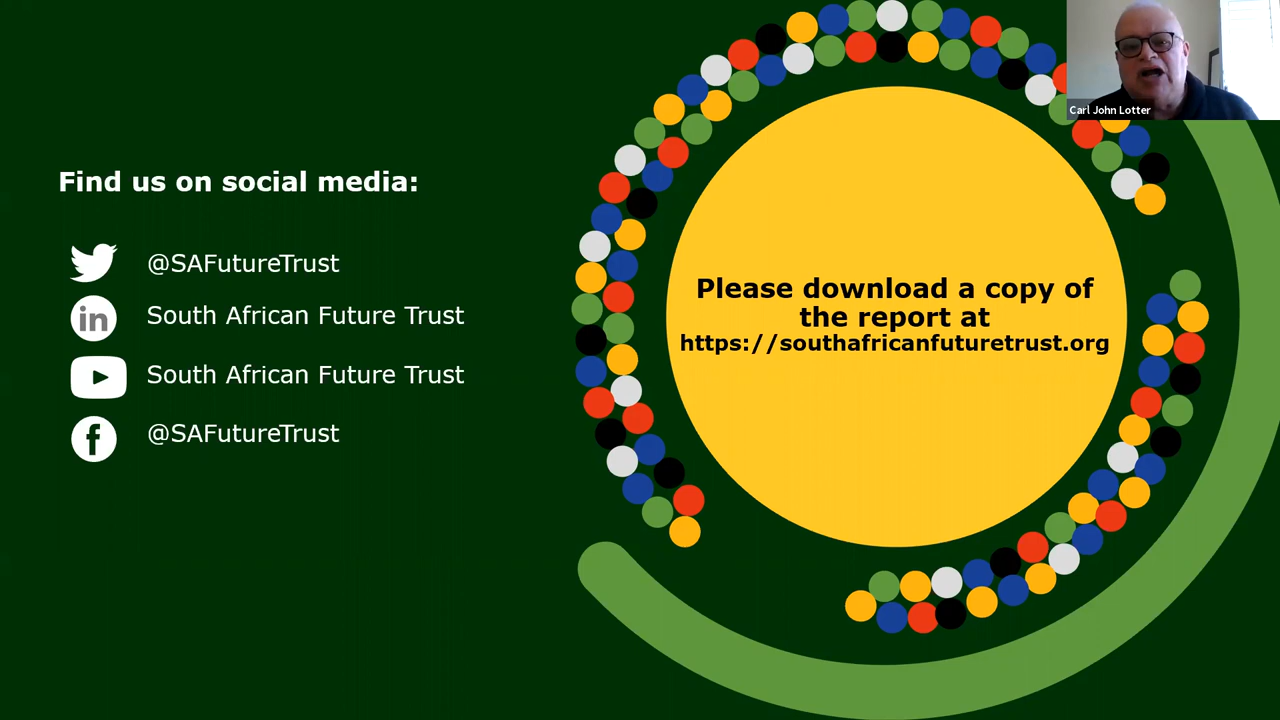 Find us on social media:
@SAFutureTrust
South African Future Trust
South African Future Trust
@SAFutureTrust
Please download a copy of
the report at
https://southafricanfuturetrust.org
Carl John Lotter